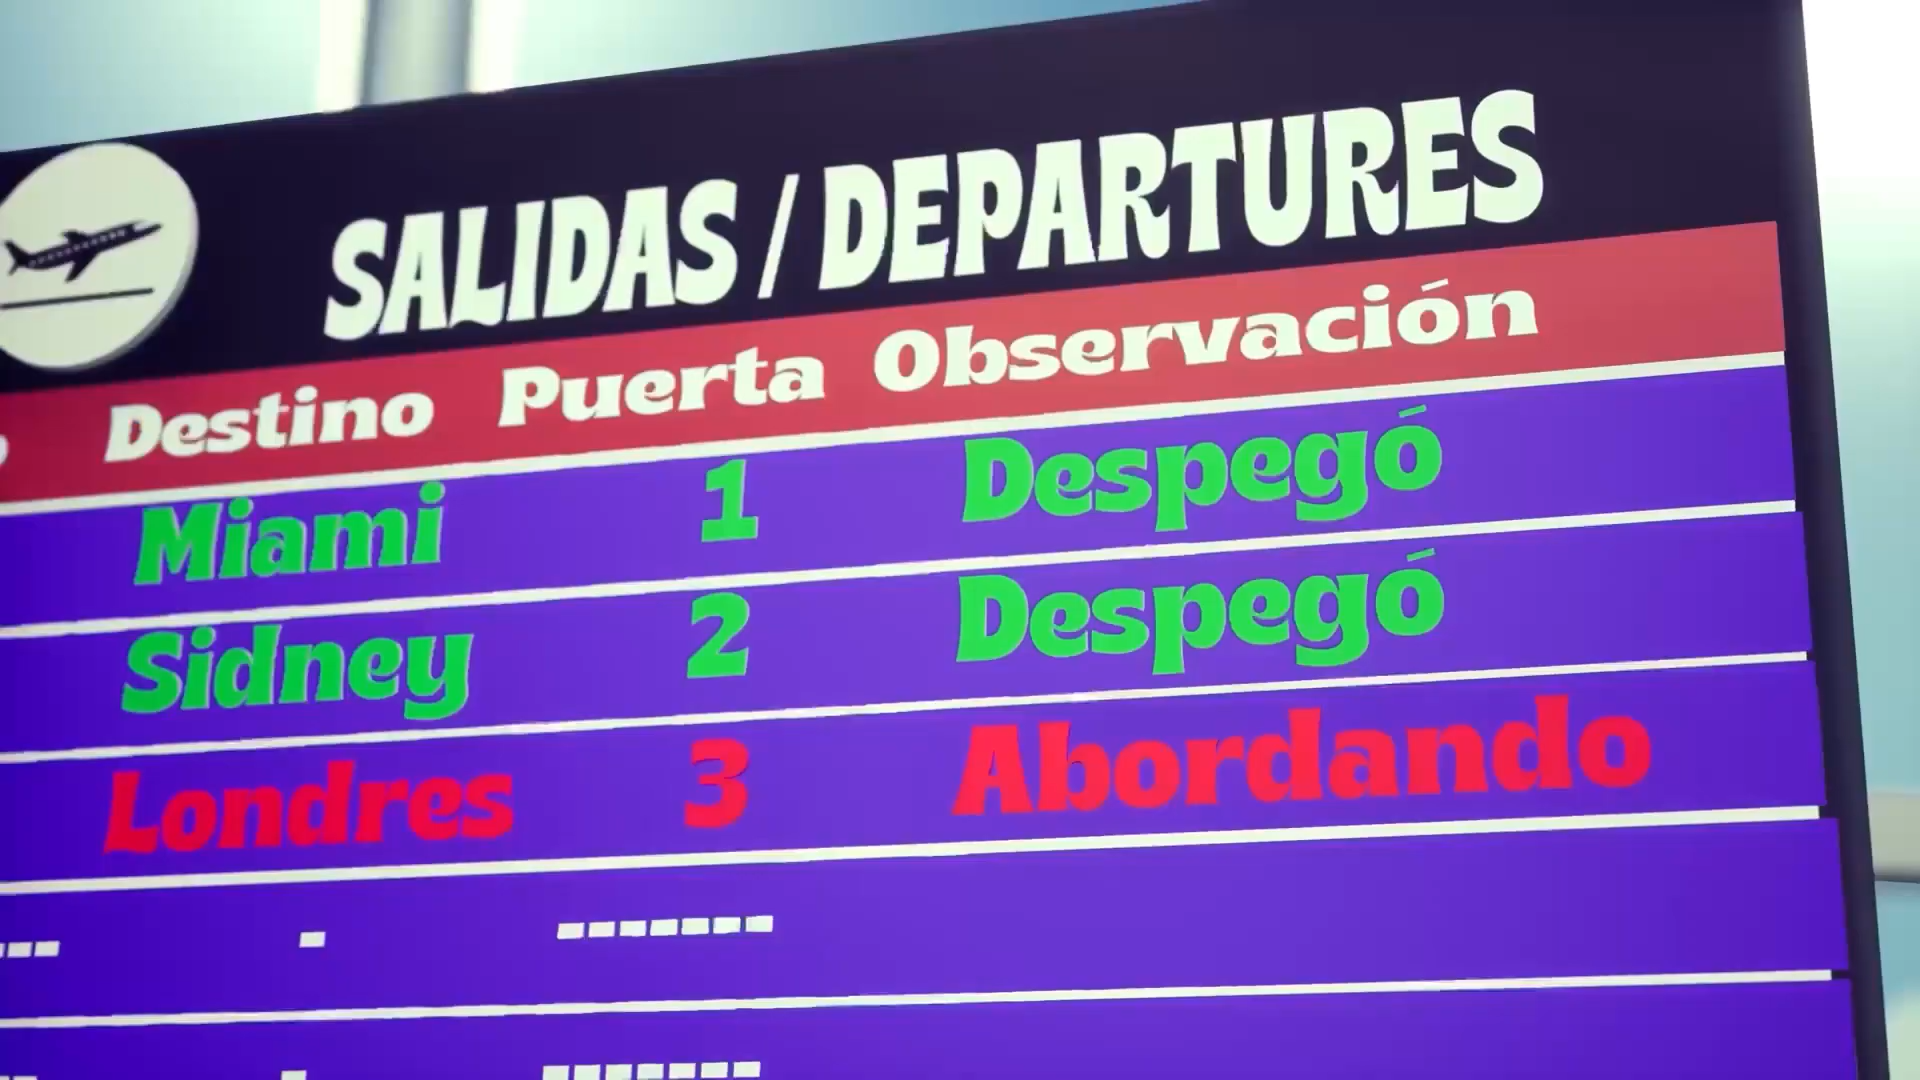 SALIDAS / DEPARTURES
Destino Puerta Observación
Miami 1 Despegó
Sidney 2 Despegó
Londres 3 Abordando
--- - -------
- -------